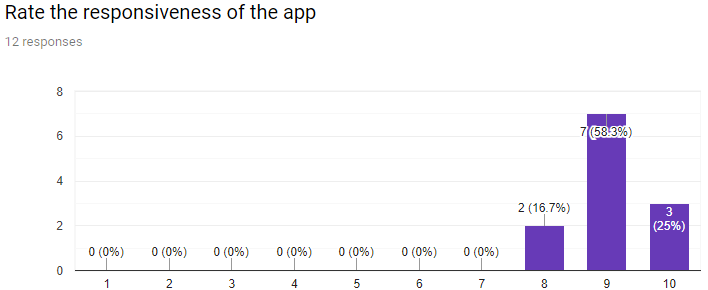 Rate the responsiveness of the app
12 responses
8
6
4
2
0
0 (0%) 0 (0%) 0 (0%) 0 (0%) 0 (0%) 0 (0%) 0 (0%) 2 (16.7%) 7 (58.3%) 3
(25%)
1 2 3 4 5 6 7 8 9 10